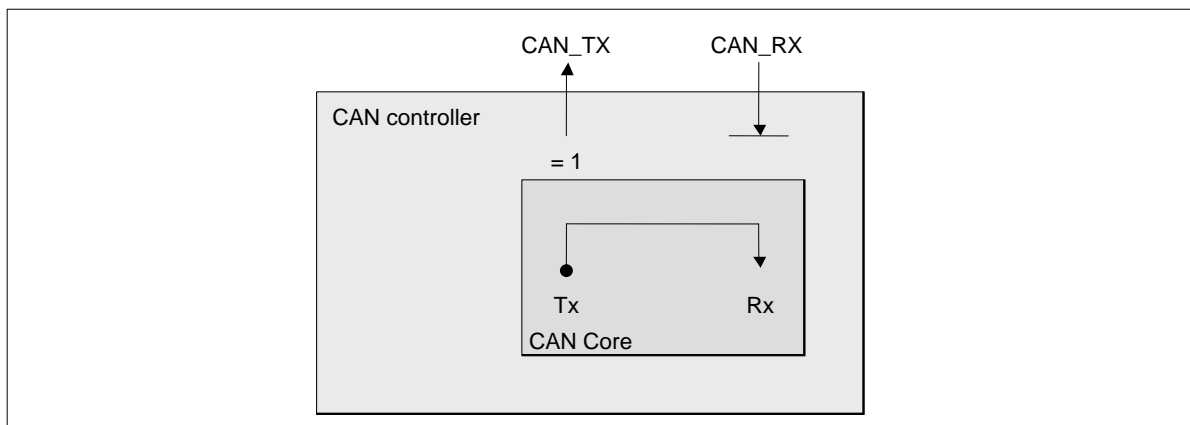 CAN_TX
CAN_RX
CAN controller
= 1
Tx
Rx
CAN Core